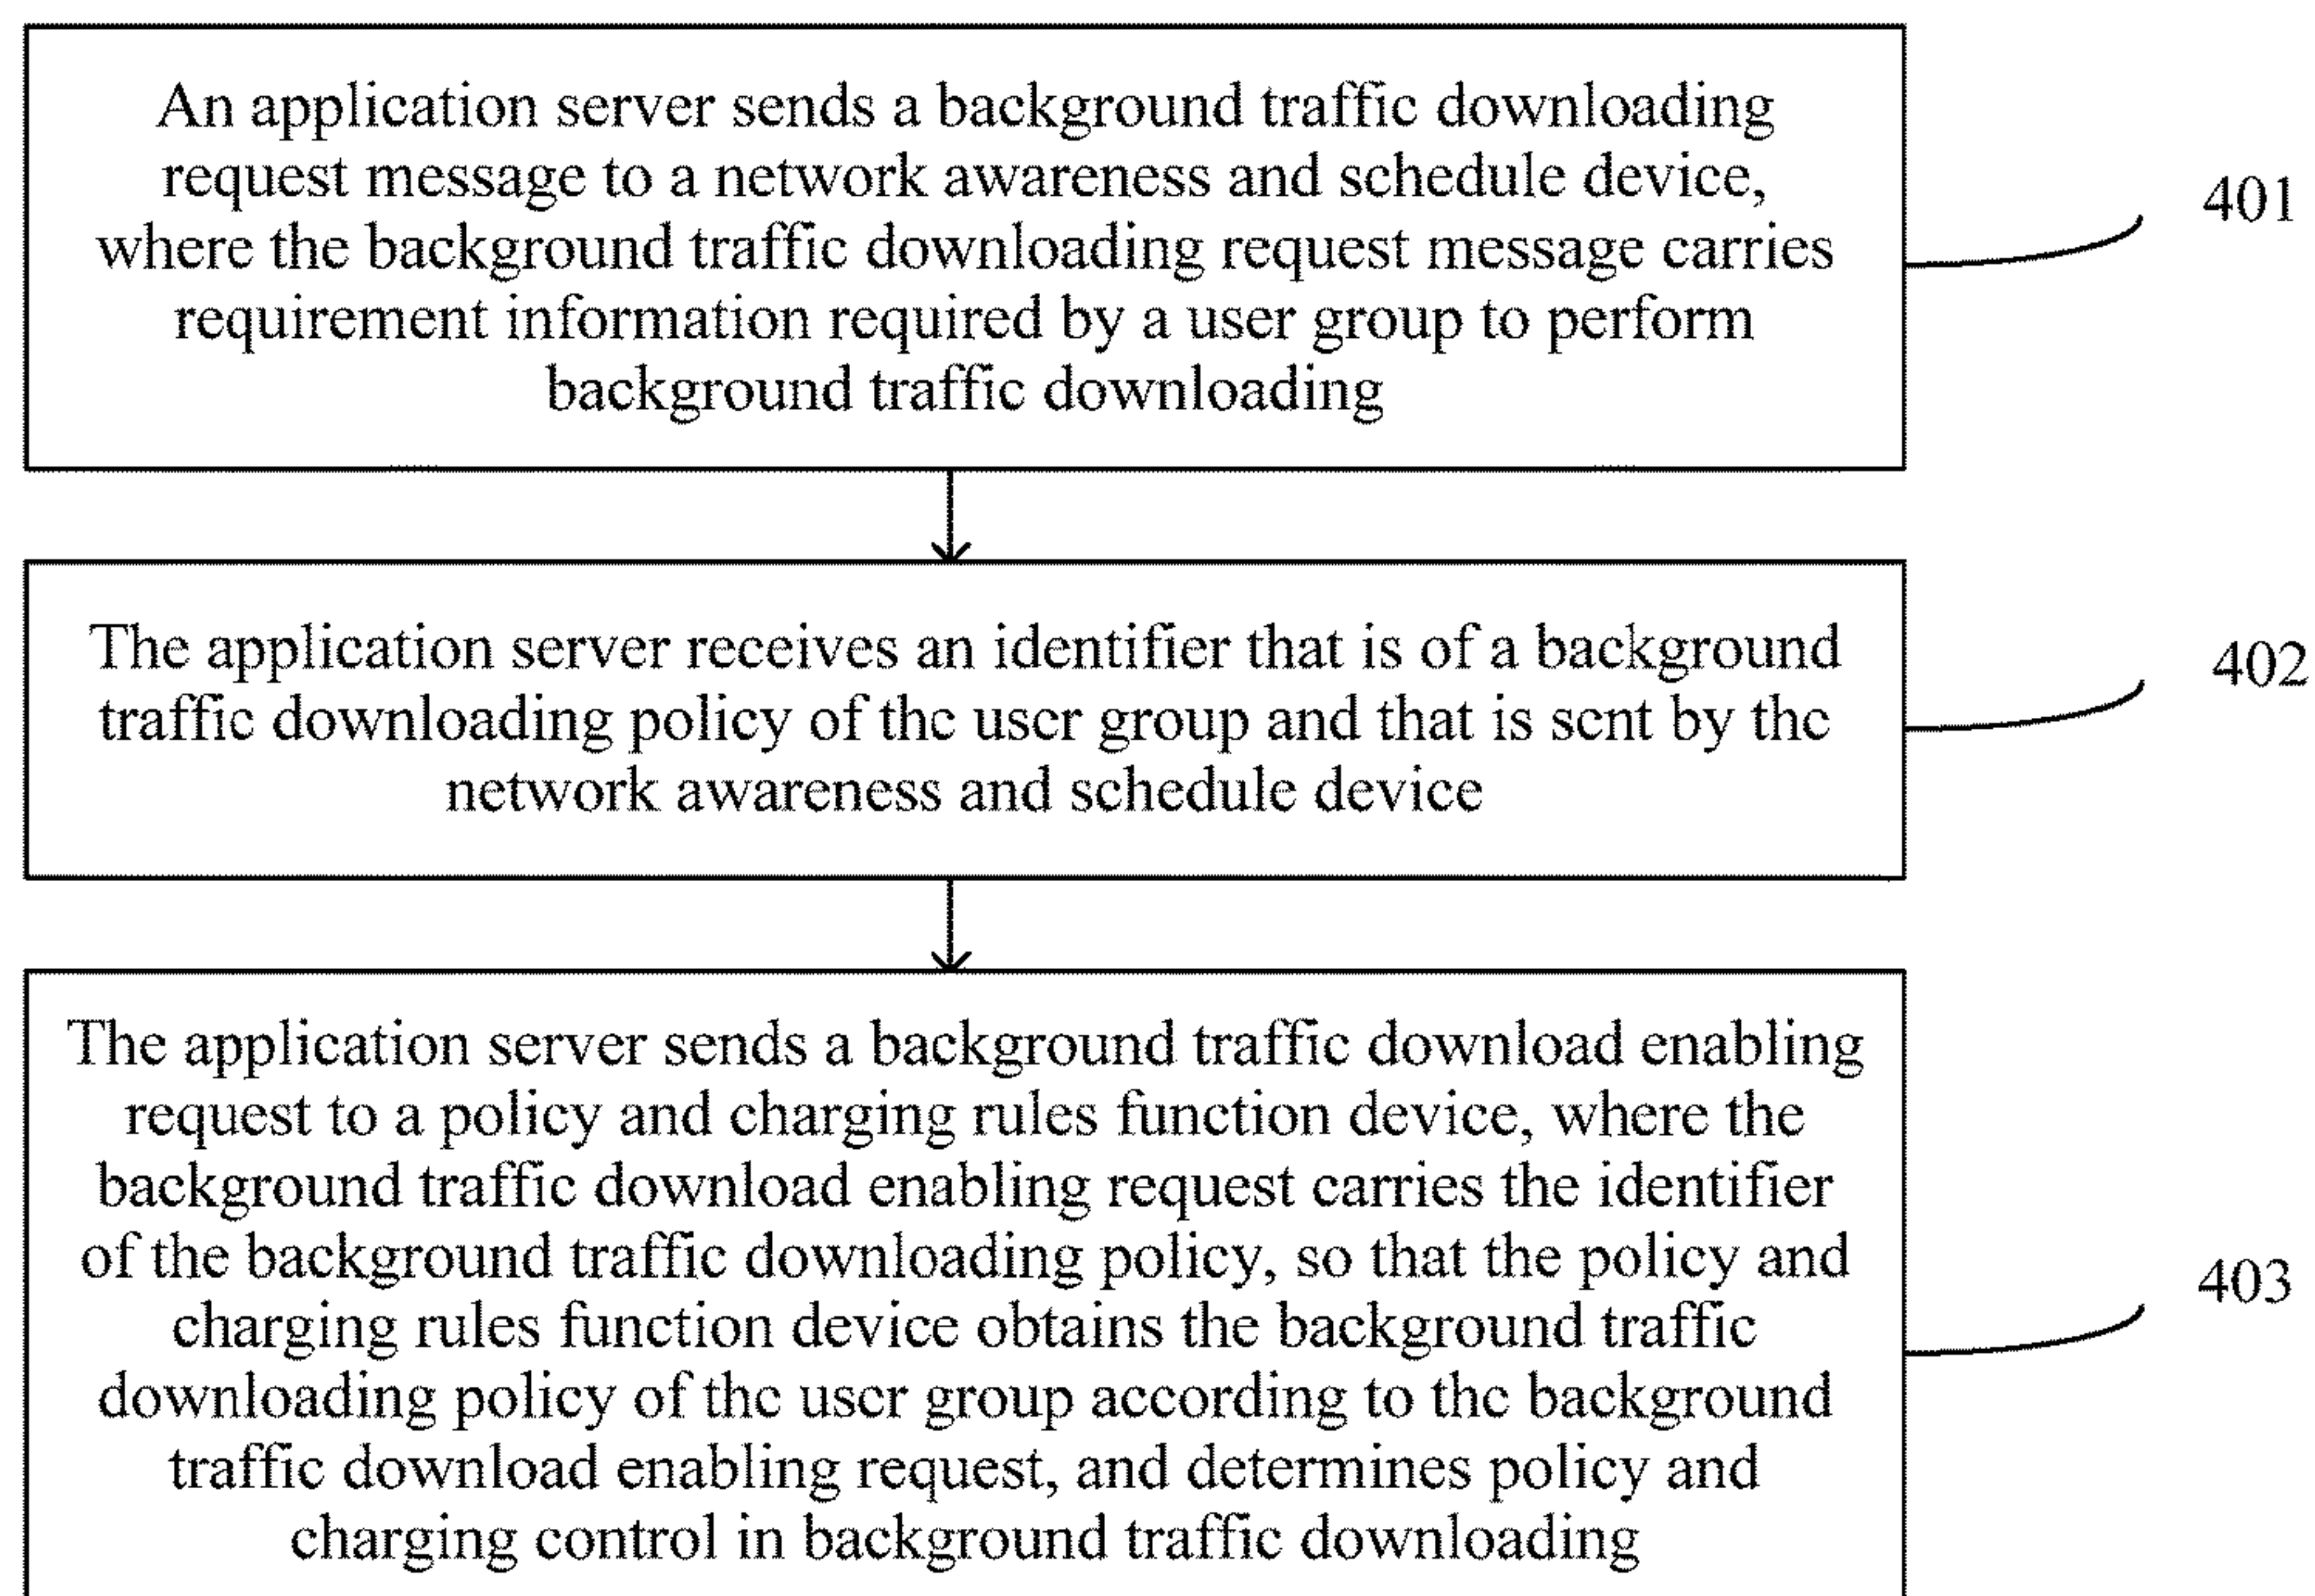 An application server sends a background traffic downloading
request message to a network awareness and schedule device,
where the background traffic downloading request message carries
requirement information required by a user group to perform
background traffic downloading
401
The application server receives an identifier that is of a background
traffic downloading policy of the user group and that is sent by the
network awareness and schedule device
402
The application server sends a background traffic download enabling
request to a policy and charging rules function device, where the
background traffic download enabling request carries the identifier
of the background traffic downloading policy, so that the policy and
charging rules function device obtains the background traffic
downloading policy of the user group according to the background
traffic download enabling request, and determines policy and
charging control in background traffic downloading
403